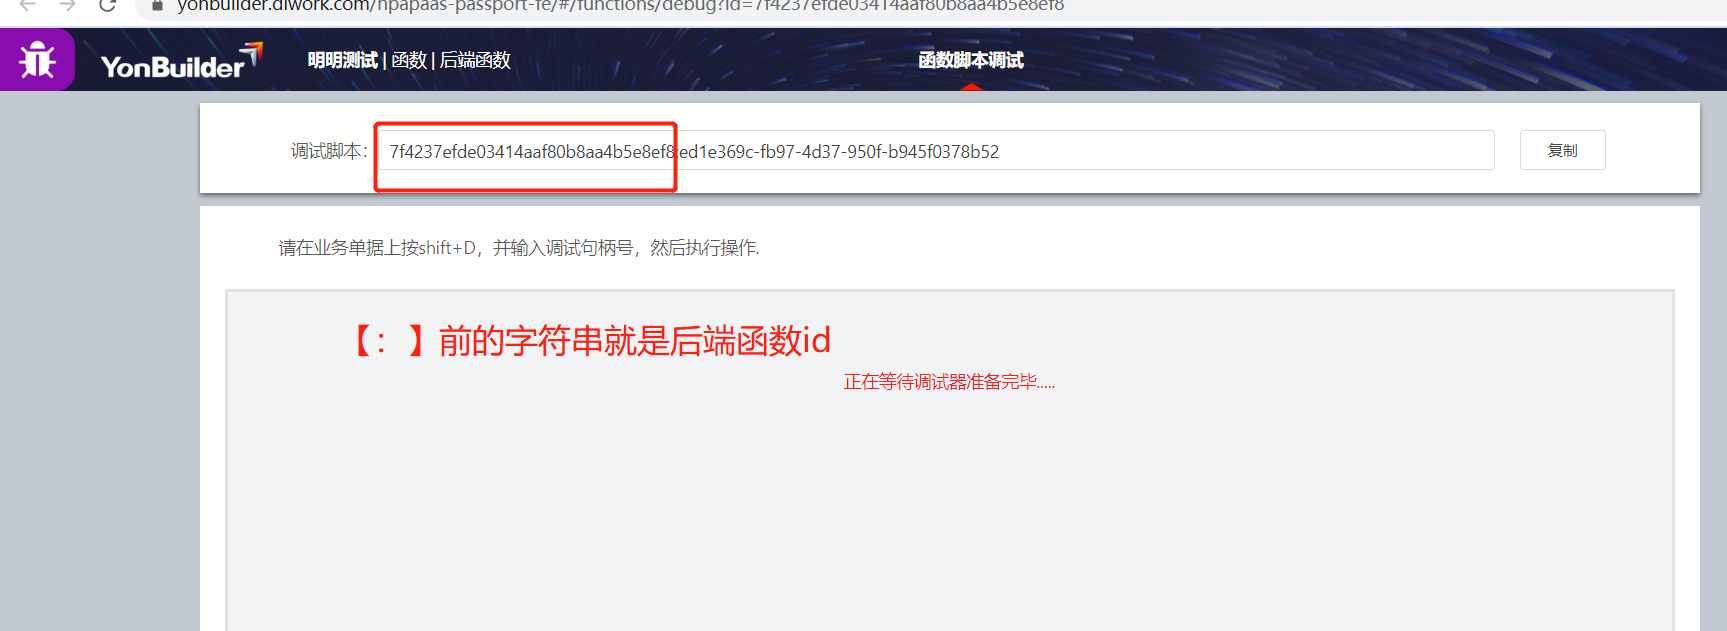 yonbuilder.diwork.com/npapaas-passport-fe/#/functions/debug?id=7f4237efde03414aaf80b8aa4b5e8ef8
YonBuilder 明明测试 | 函数 | 后端函数 函数脚本调试
调试脚本： 7f4237efde03414aaf80b8aa4b5e8ef8:ed1e369c-fb97-4d37-950f-b945f0378b52 复制
请在业务单据上按shift+D，并输入调试句柄号，然后执行操作.
【：】前的字符串就是后端函数id
正在等待调试器准备完毕.....